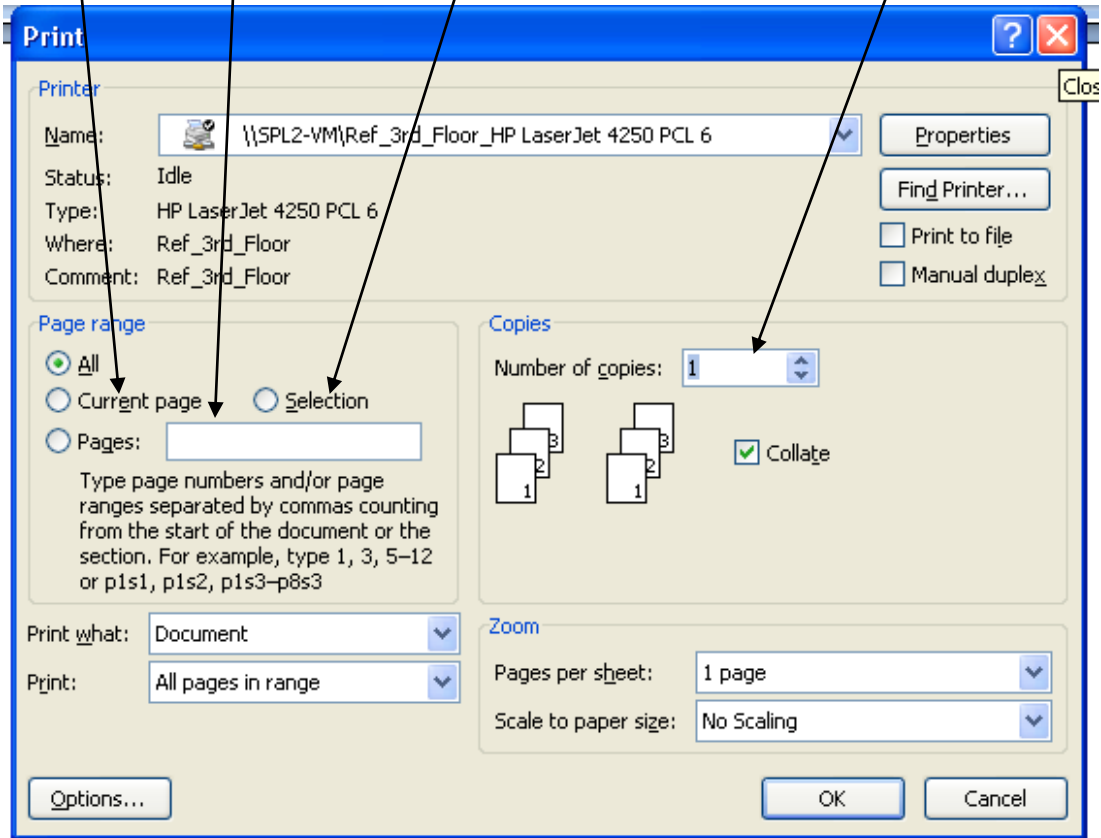 Print
Clos
Printer
Name: \\SPL2-VM\Ref_3rd_Floor_HP LaserJet 4250 PCL 6
Properties
Status: Idle
Find Printer...
Type: HP LaserJet 4250 PCL 6
Where: Ref_3rd_Floor
Print to file
Comment: Ref_3rd_Floor
Manual duplex
Page range
All
Current page
Selection
Pages:
Type page numbers and/or page
ranges separated by commas counting
from the start of the document or the
section. For example, type 1, 3, 5–12
or p1s1, p1s2, p1s3–p8s3
Copies
Number of copies: 1
3 3
2 2
1 1
Collate
Print what: Document
Print: All pages in range
Zoom
Pages per sheet: 1 page
Scale to paper size: No Scaling
Options...
OK
Cancel